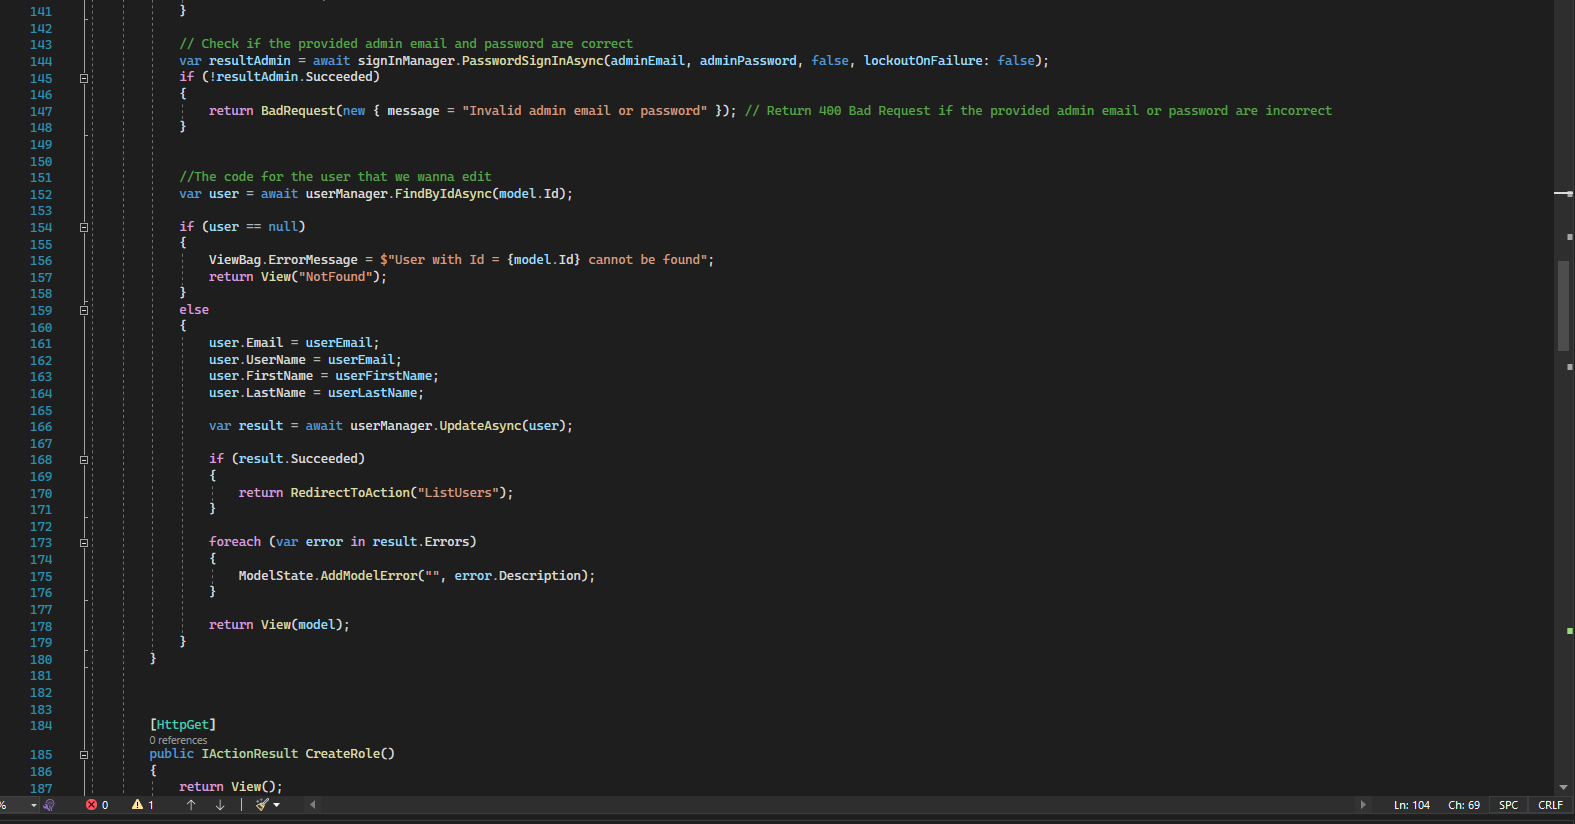 141 }
142
143 // Check if the provided admin email and password are correct
144 var resultAdmin = await signInManager.PasswordSignInAsync(adminEmail, adminPassword, false, lockoutOnFailure: false);
145 if (!resultAdmin.Succeeded)
146 {
147 return BadRequest(new { message = "Invalid admin email or password" }); // Return 400 Bad Request if the provided admin email or password are incorrect
148 }
149
150
151 //The code for the user that we wanna edit
152 var user = await userManager.FindByIdAsync(model.Id);
153
154 if (user == null)
155 {
156 ViewBag.ErrorMessage = $"User with Id = {model.Id} cannot be found";
157 return View("NotFound");
158 }
159 else
160 {
161 user.Email = userEmail;
162 user.UserName = userEmail;
163 user.FirstName = userFirstName;
164 user.LastName = userLastName;
165
166 var result = await userManager.UpdateAsync(user);
167
168 if (result.Succeeded)
169 {
170 return RedirectToAction("ListUsers");
171 }
172
173 foreach (var error in result.Errors)
174 {
175 ModelState.AddModelError("", error.Description);
176 }
177
178 return View(model);
179 }
180 }
181
182
183
184 [HttpGet]
0 references
185 public IActionResult CreateRole()
186 {
187 return View();
% 0 1 Ln: 104 Ch: 69 SPC CRLF